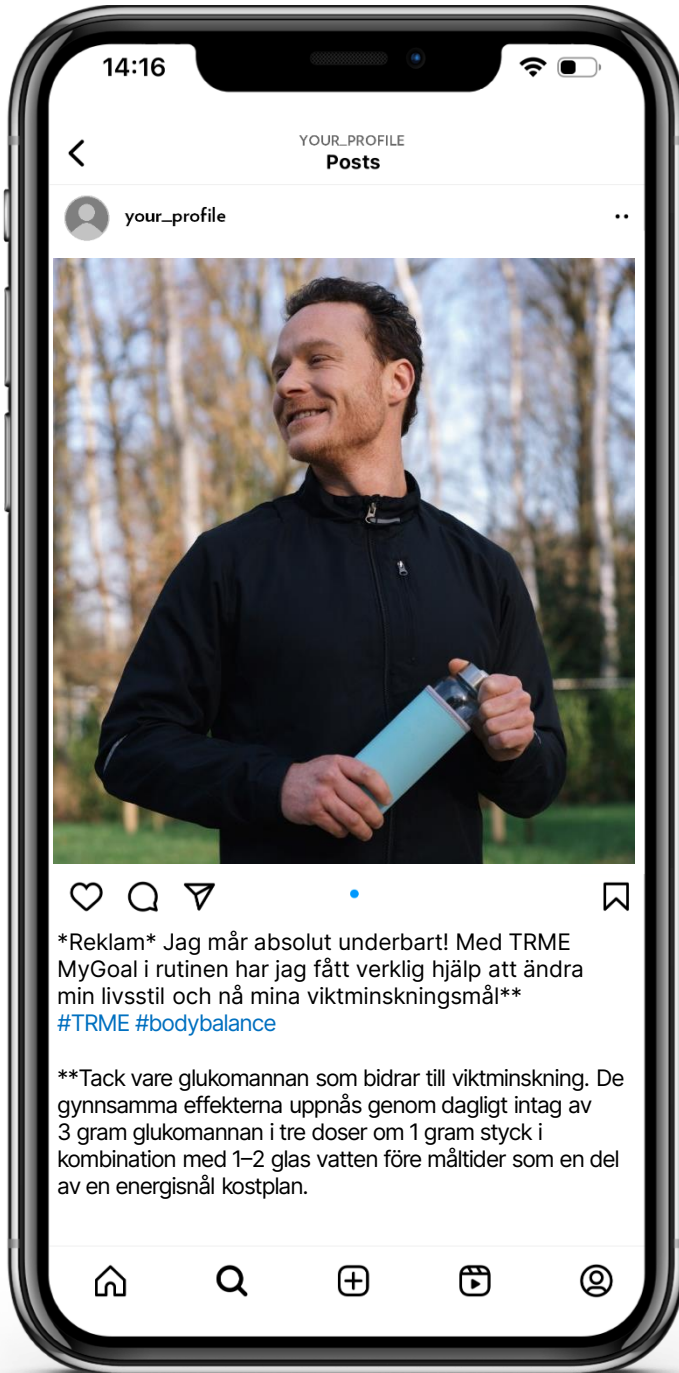 14:16
YOUR_PROFILE
Posts
your_profile
*Reklam* Jag mår absolut underbart! Med TRME
MyGoal i rutinen har jag fått verklig hjälp att ändra
min livsstil och nå mina viktminskningsmål**
#TRME #bodybalance
**Tack vare glukomannan som bidrar till viktminskning. De
gynnsamma effekterna uppnås genom dagligt intag av
3 gram glukomannan i tre doser om 1 gram styck i
kombination med 1–2 glas vatten före måltider som en del
av en energisnål kostplan.